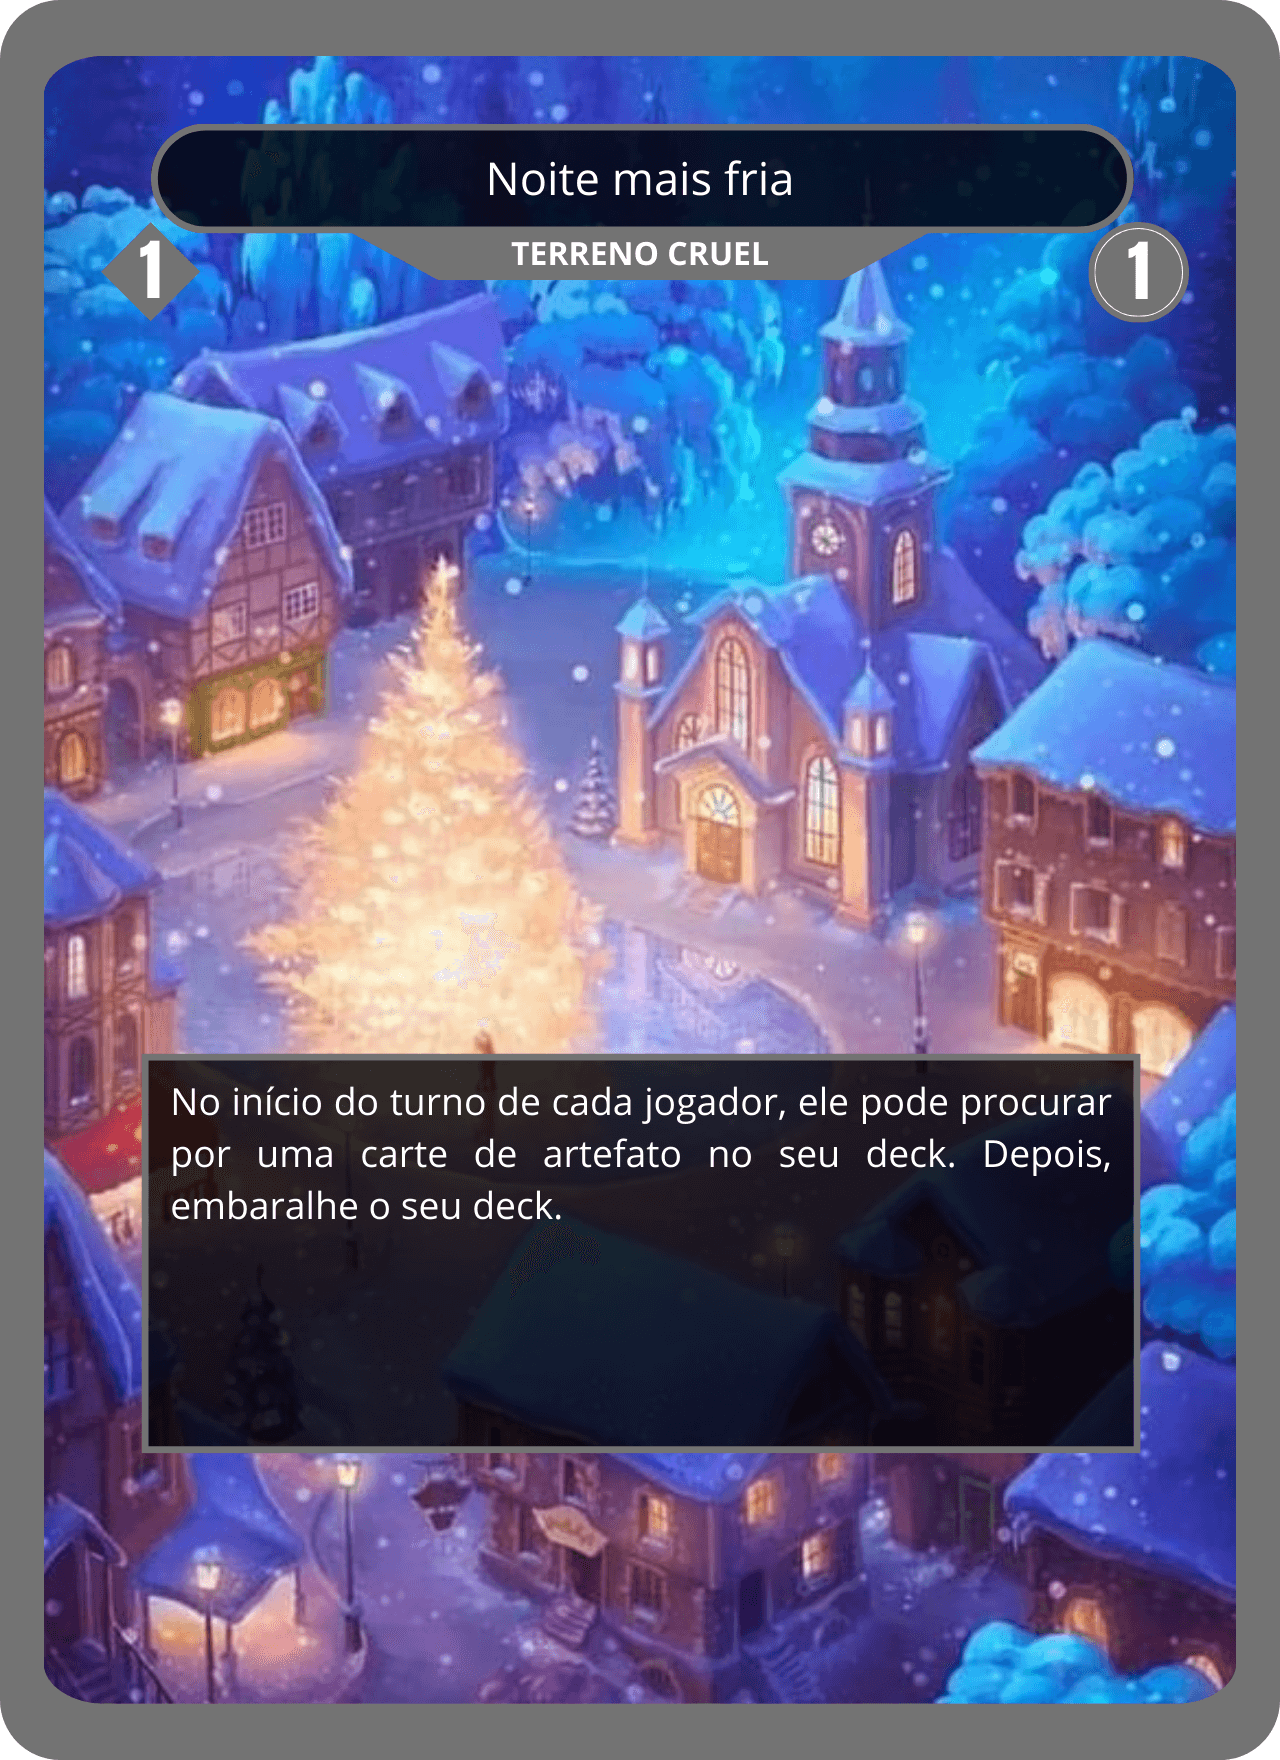 Noite mais fria
TERRENO CRUEL
1
1
No início do turno de cada jogador, ele pode procurar
por uma carte de artefato no seu deck. Depois,
embaralhe o seu deck.